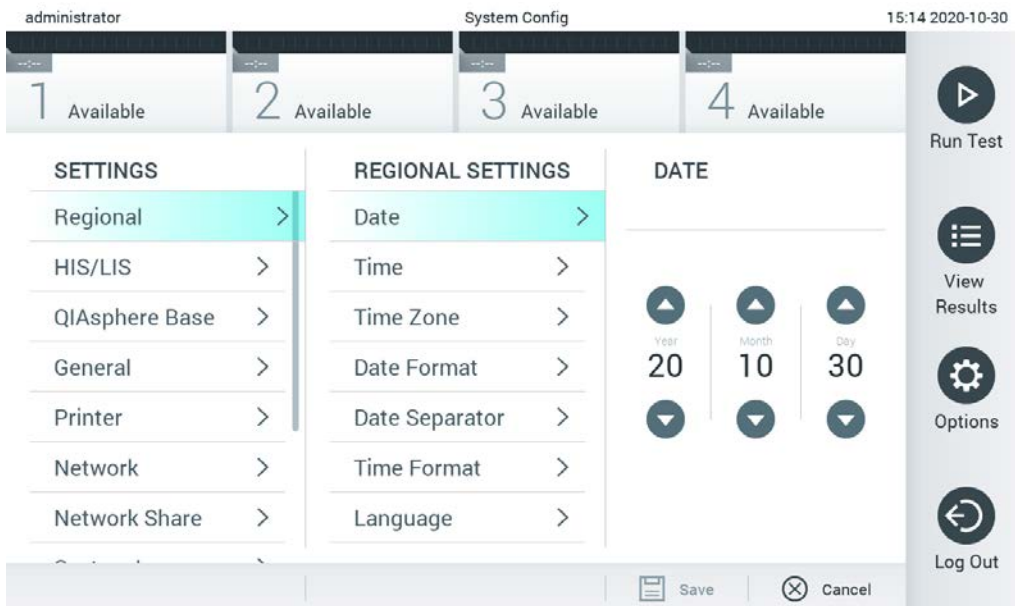 administrator System Config 15:14 2020-10-30
--:-- --:-- --:-- --:--
1 Available 2 Available 3 Available 4 Available
Run Test
SETTINGS
Regional
HIS/LIS
QIAsphere Base
General
Printer
Network
Network Share
REGIONAL SETTINGS
Date
Time
Time Zone
Date Format
Date Separator
Time Format
Language
DATE
Year Month Day
20 10 30
View
Results
Options
Log Out
Save Cancel